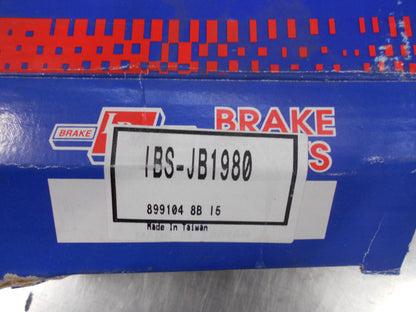 BRAKE
BRAKE
IBS-JB1980
899104 8B 15
Made In Taiwan